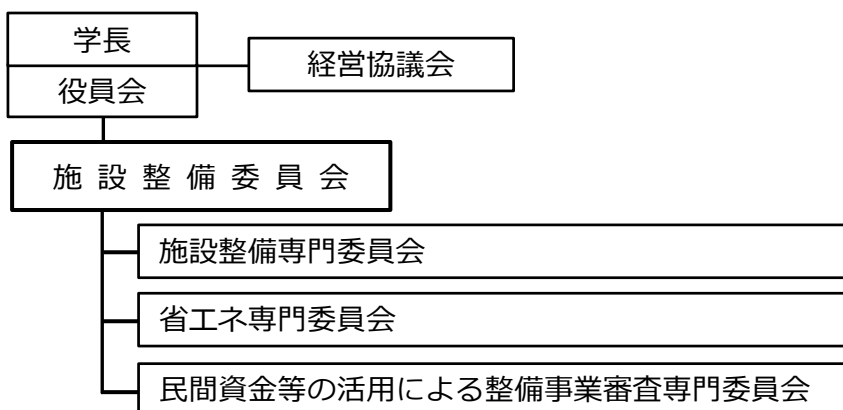 学長
役員会
経営協議会
施設整備委員会
施設整備専門委員会
省エネ専門委員会
民間資金等の活用による整備事業審査専門委員会